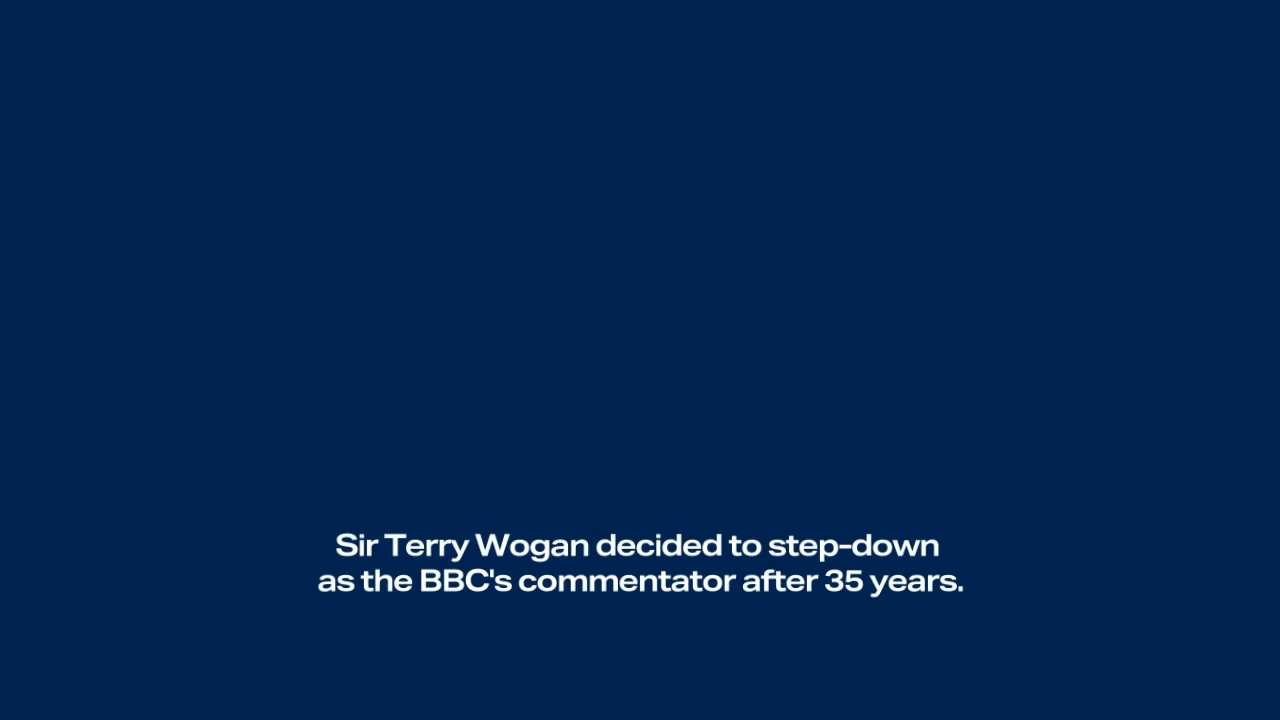 Sir Terry Wogan decided to step-down
as the BBC's commentator after 35 years.